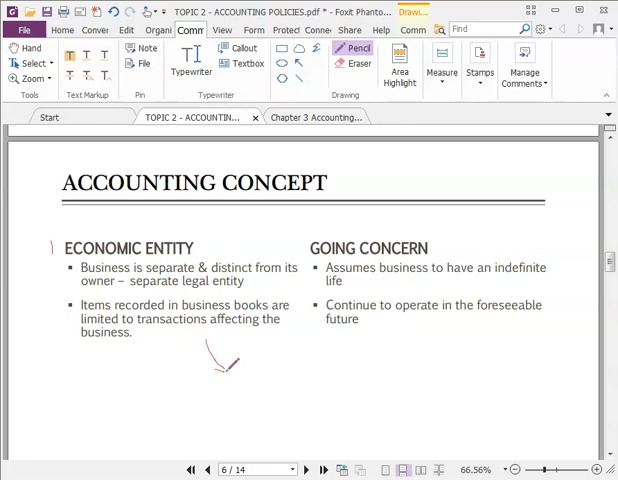 TOPIC 2 - ACCOUNTING POLICIES.pdf * - Foxit Phanto...
Drawi...
File Home Conver Edit Organi Comm View Form Protect Connec Share Help Comm Find
Hand
Select
Zoom
Tools
Text Markup
Note
File
Pin
Typewriter
Callout
Textbox
Typewriter
Pencil
Eraser
Drawing
Area
Highlight
Measure
Stamps
Manage
Comments
Start
TOPIC 2 - ACCOUNTIN...
Chapter 3 Accounting...
ACCOUNTING CONCEPT
ECONOMIC ENTITY
▪ Business is separate & distinct from its
owner – separate legal entity
▪ Items recorded in business books are
limited to transactions affecting the
business.
GOING CONCERN
▪ Assumes business to have an indefinite
life
▪ Continue to operate in the foreseeable
future
6 / 14
66.56%